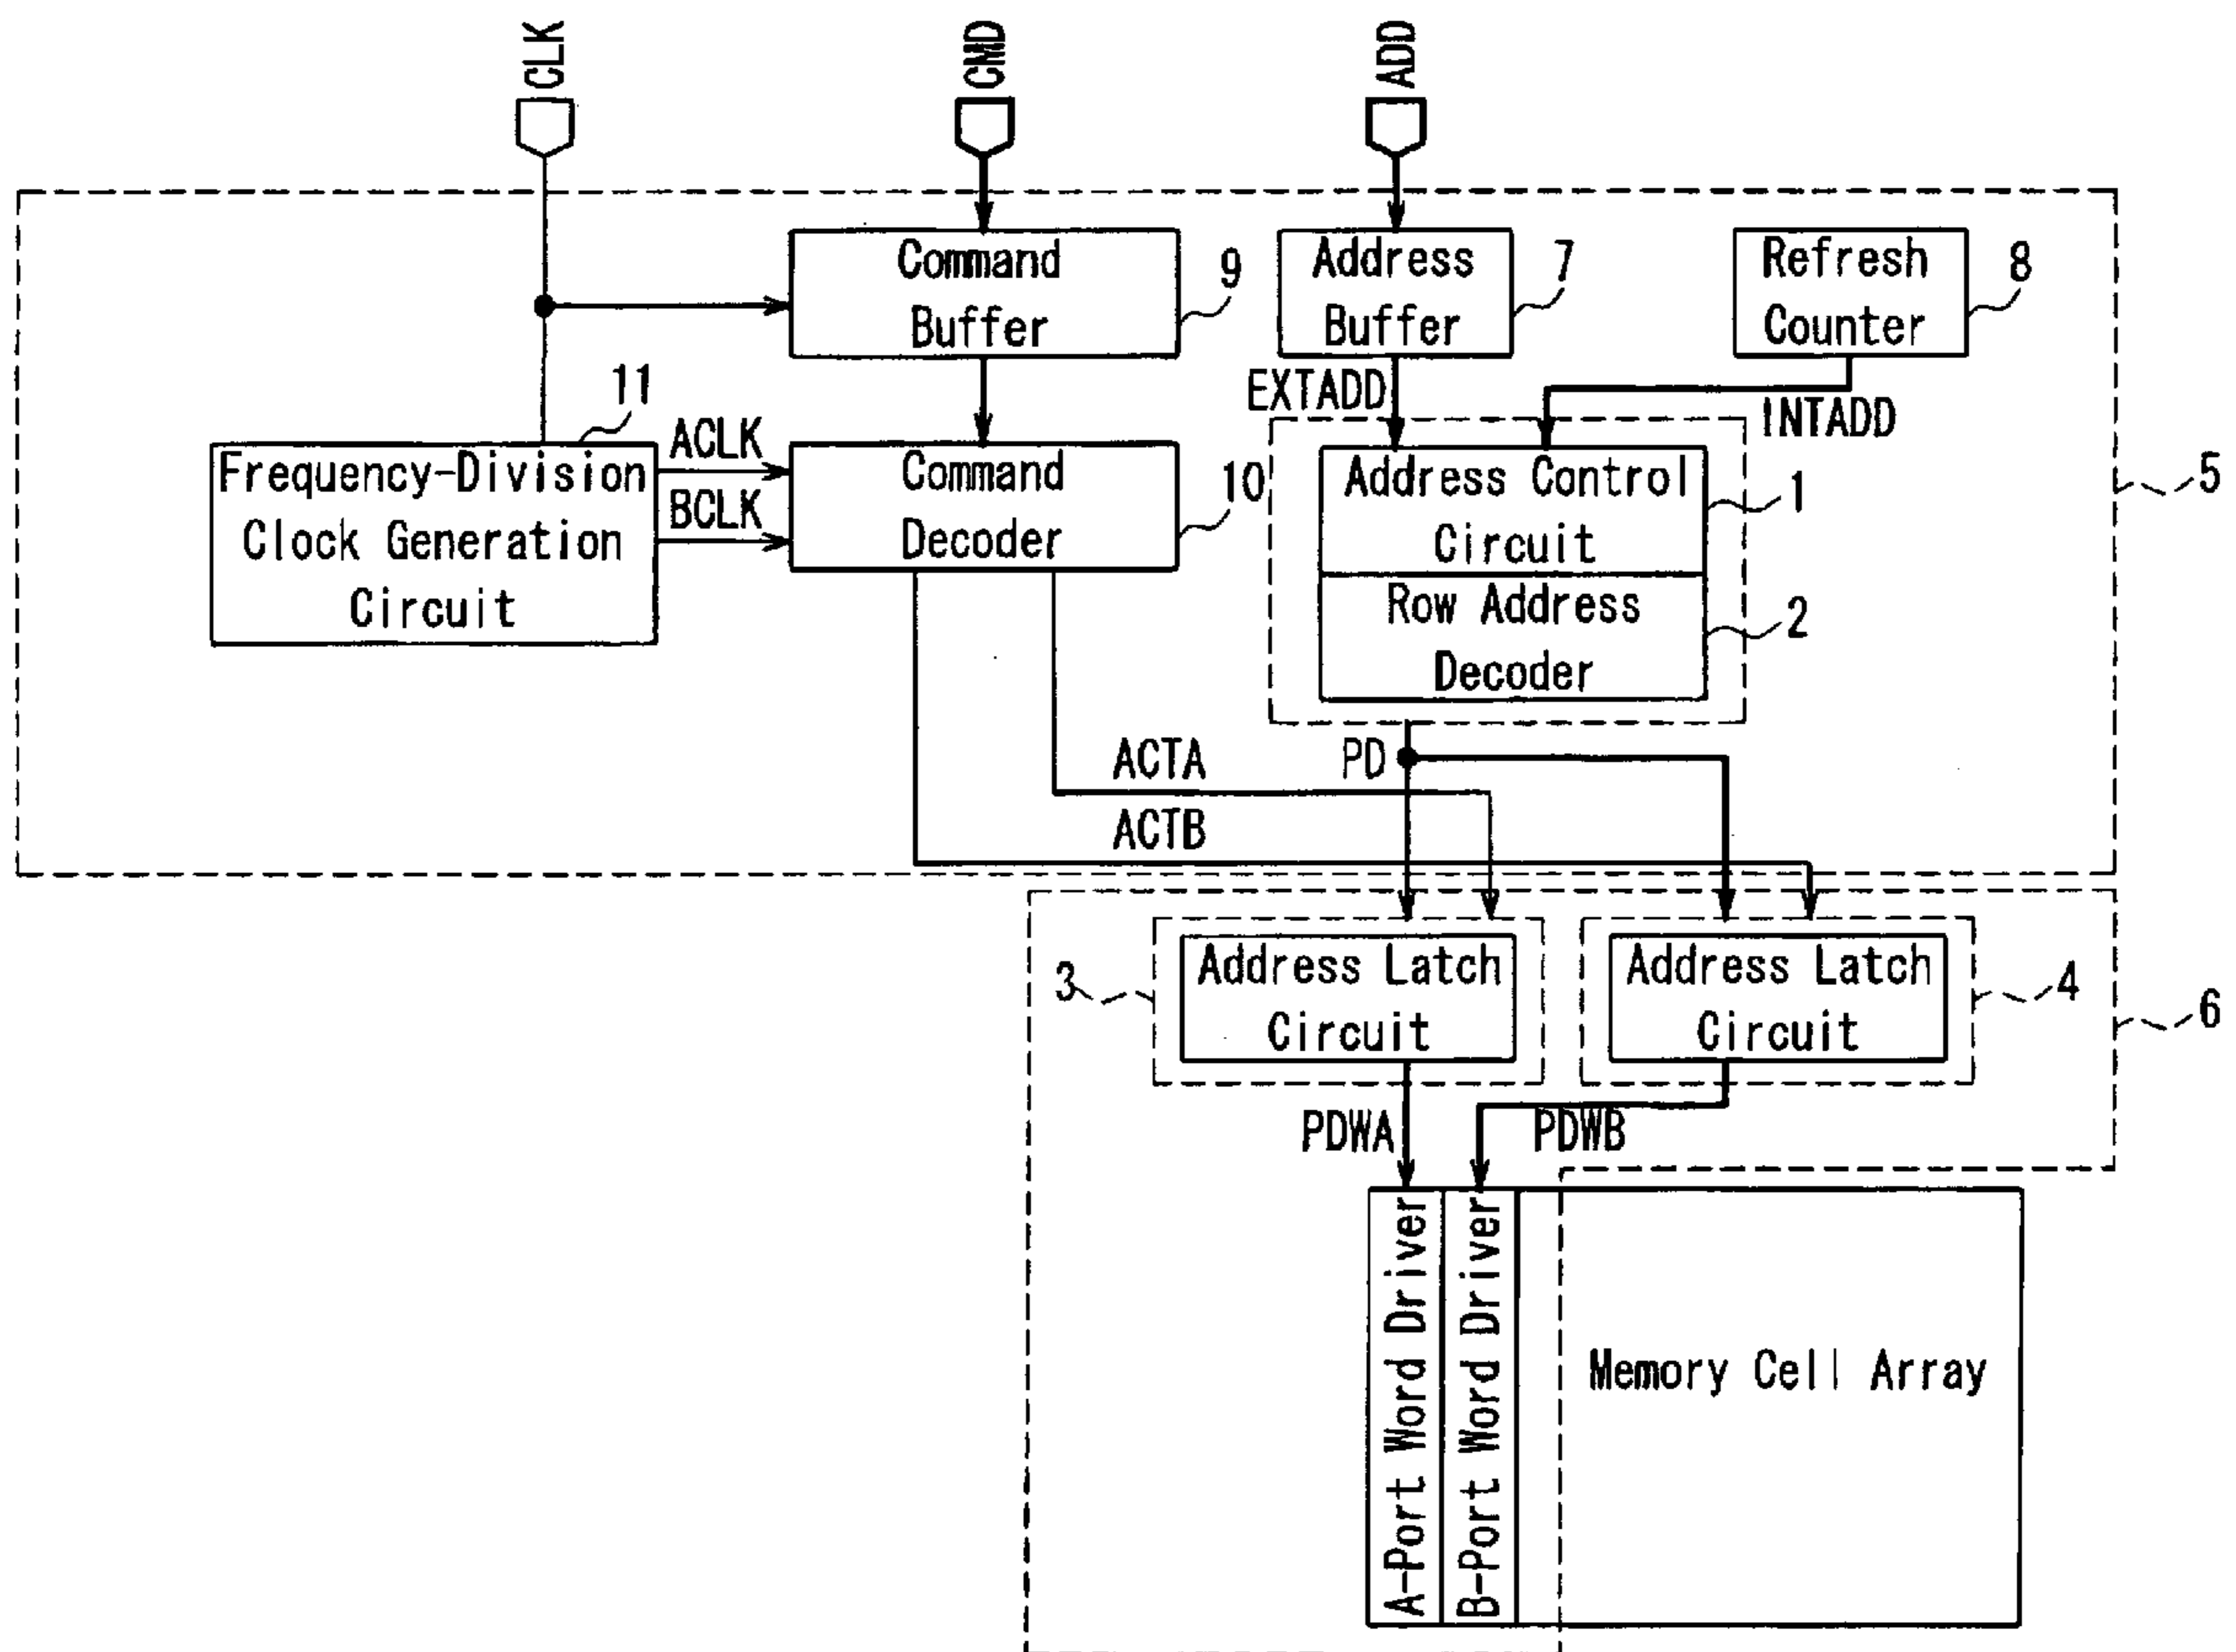 CLK
CMD
ADD
Command
Buffer
9
Address
Buffer
7
Refresh
Counter
8
11
EXTADD
INTADD
Frequency-Division
Clock Generation
Circuit
ACLK
BCLK
Command
Decoder
10
Address Control
Circuit
1
Row Address
Decoder
2
5
ACTA
PD
ACTB
3
Address Latch
Circuit
Address Latch
Circuit
4
6
PDWA
PDWB
A-Port Word Driver
B-Port Word Driver
Memory Cell Array